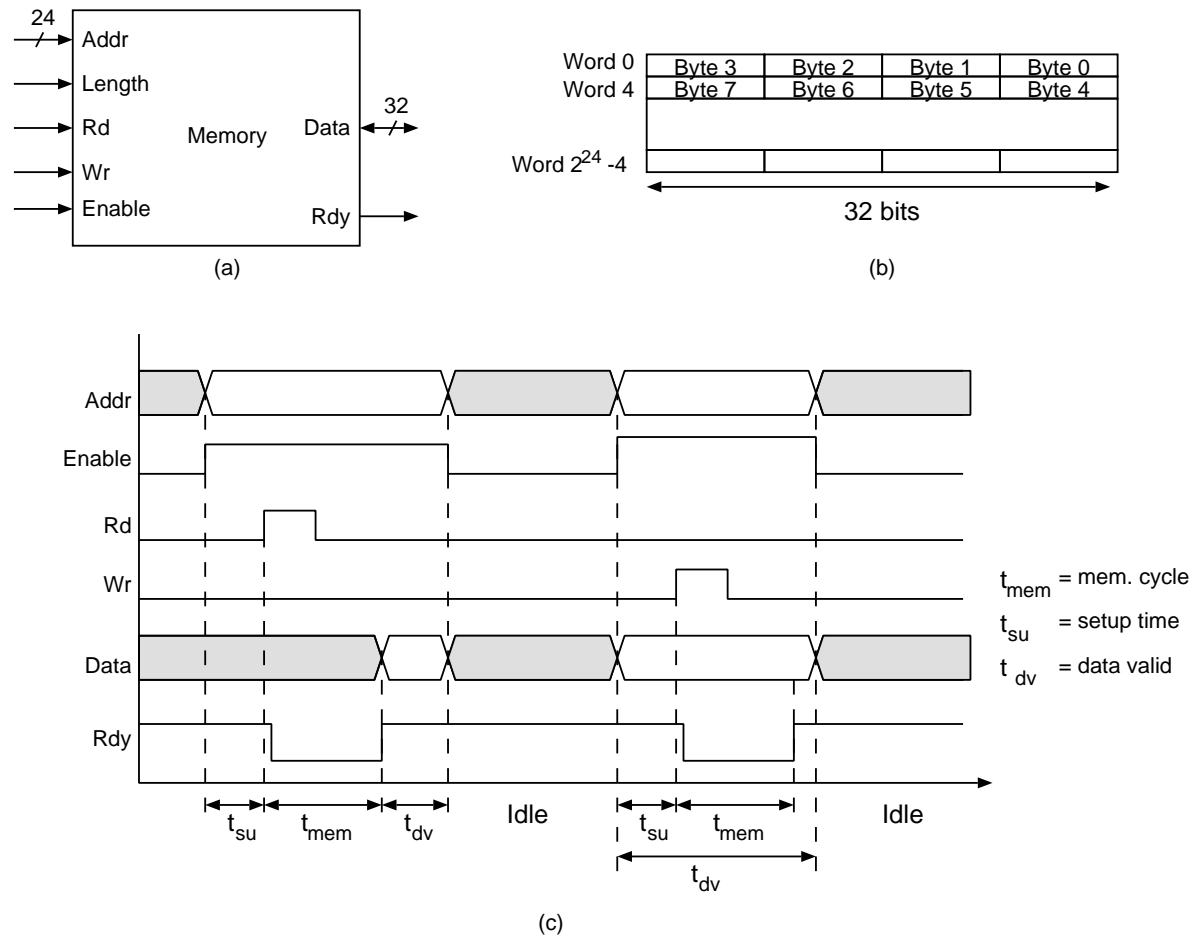 24
Addr
Length
Rd
Wr
Enable
Memory
Data
32
Rdy
(a)
Word 0
Byte 3 Byte 2 Byte 1 Byte 0
Word 4
Byte 7 Byte 6 Byte 5 Byte 4
Word 2^24 -4
32 bits
(b)
Addr
Enable
Rd
Wr
Data
Rdy
t_mem = mem. cycle
t_su = setup time
t_dv = data valid
t_su t_mem t_dv Idle t_su t_mem Idle
t_dv
(c)